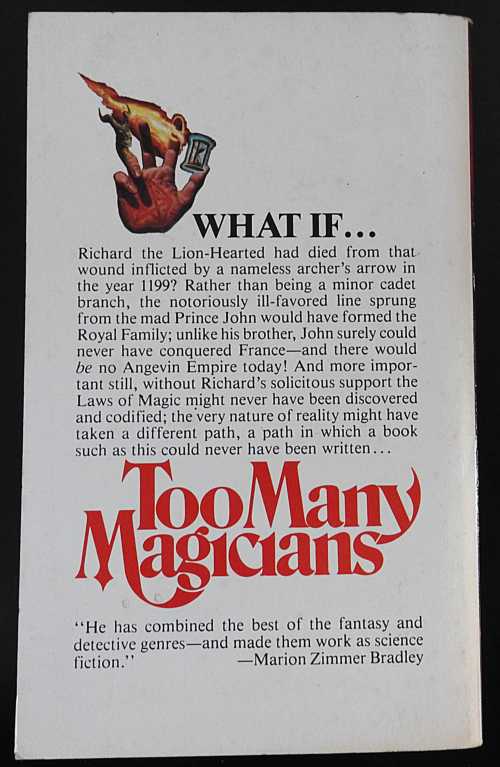 WHAT IF...
Richard the Lion-Hearted had died from that
wound inflicted by a nameless archer's arrow in
the year 1199? Rather than being a minor cadet
branch, the notoriously ill-favored line sprung
from the mad Prince John would have formed the
Royal Family; unlike his brother, John surely could
never have conquered France—and there would
be no Angevin Empire today! And more impor-
tant still, without Richard's solicitous support the
Laws of Magic might never have been discovered
and codified; the very nature of reality might have
taken a different path, a path in which a book
such as this could never have been written...
Too Many
Magicians
"He has combined the best of the fantasy and
detective genres—and made them work as science
fiction." —Marion Zimmer Bradley